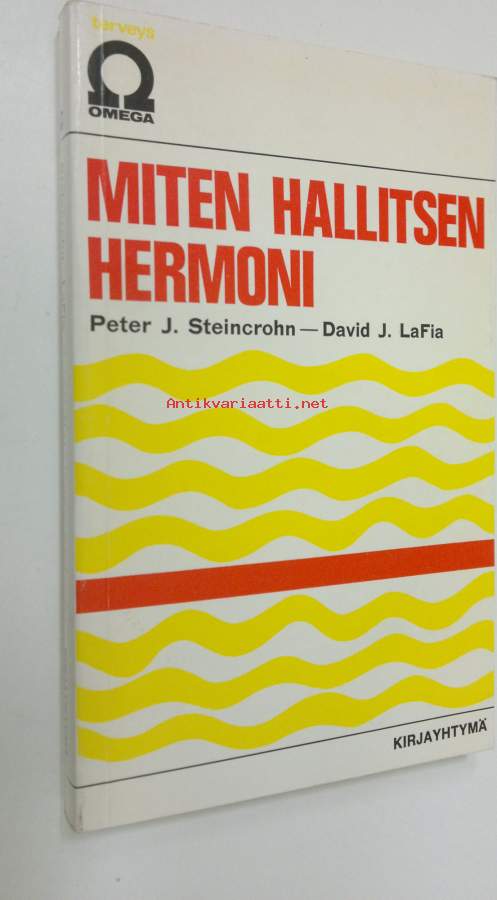 terveys
OMEGA
MITEN HALLITSEN
HERMONI
Peter J. Steincrohn — David J. LaFia
Antikvariaatti.net
KIRJAYHTYMÄ